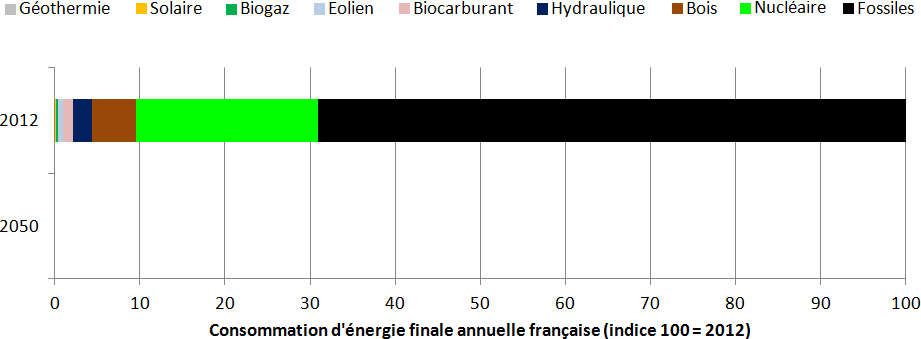 Géothermie Solaire Biogaz Eolien Biocarburant Hydraulique Bois Nucléaire Fossiles
2012
2050
0 10 20 30 40 50 60 70 80 90 100
Consommation d'énergie finale annuelle française (indice 100 = 2012)